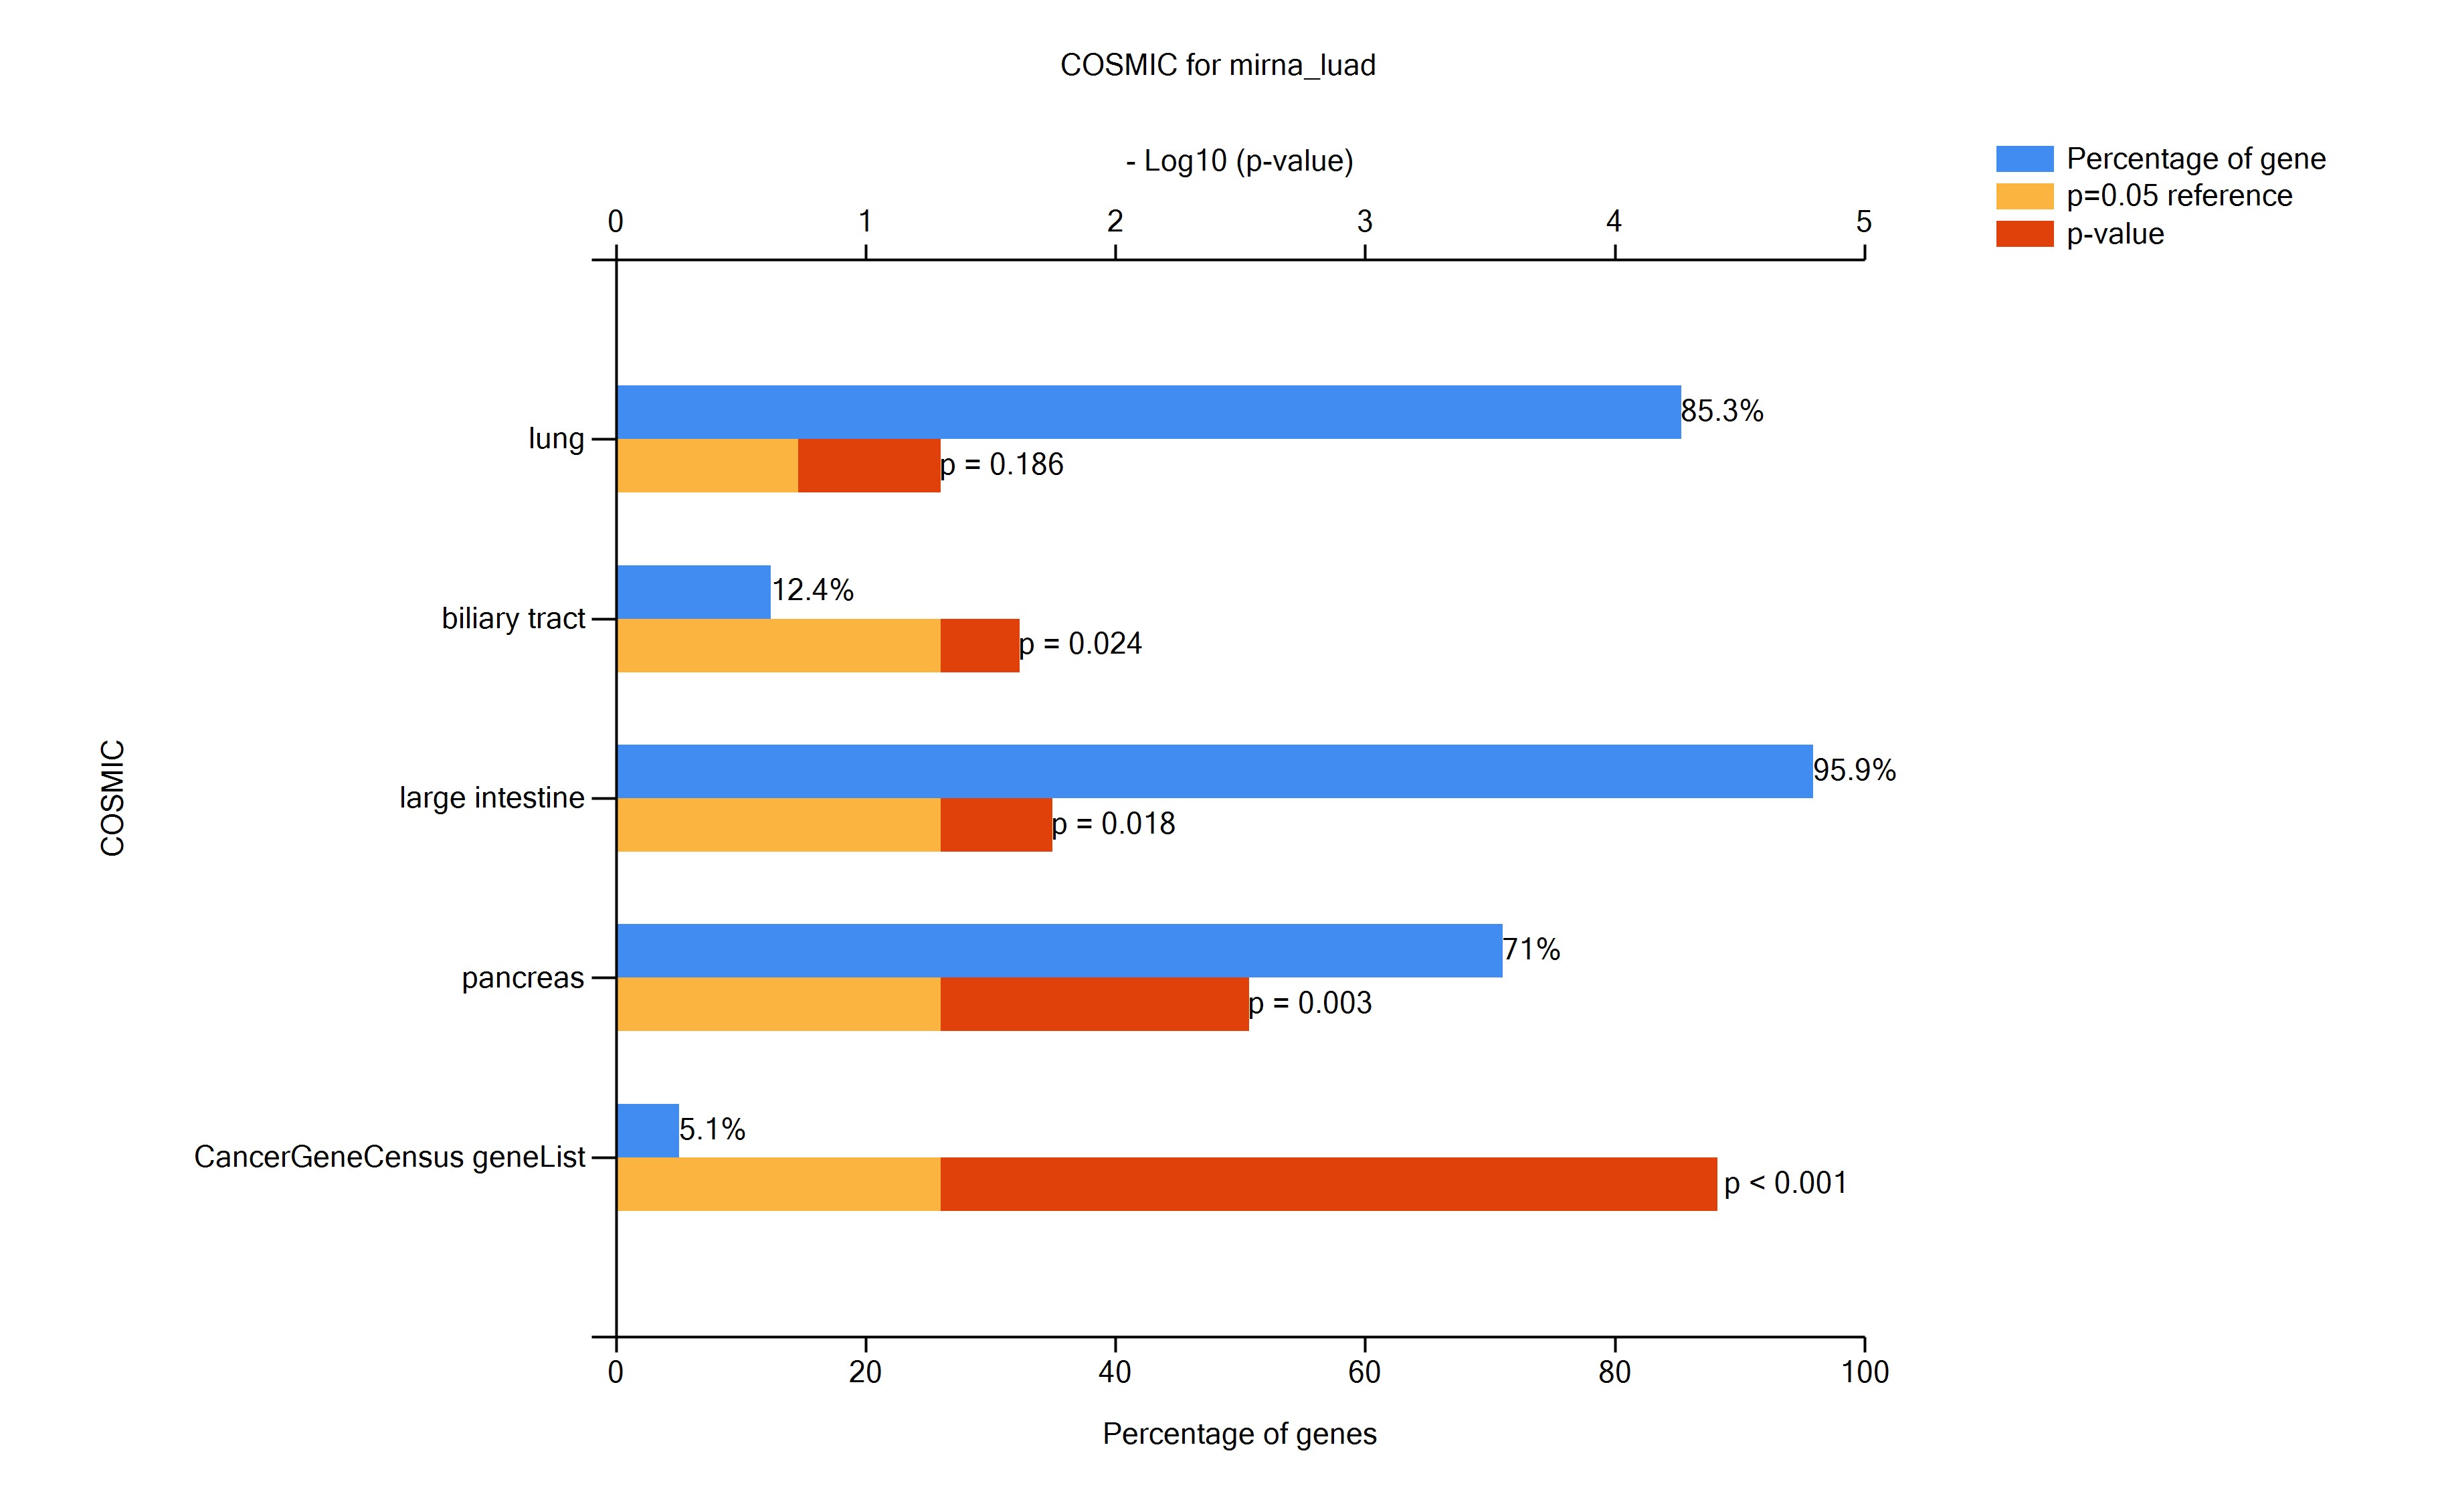 COSMIC for mirna_luad
- Log10 (p-value)
Percentage of gene
p=0.05 reference
p-value
0 1 2 3 4 5
85.3%
lung
p = 0.186
12.4%
biliary tract
p = 0.024
95.9%
large intestine
p = 0.018
71%
pancreas
p = 0.003
5.1%
CancerGeneCensus geneList
p < 0.001
COSMIC
0 20 40 60 80 100
Percentage of genes